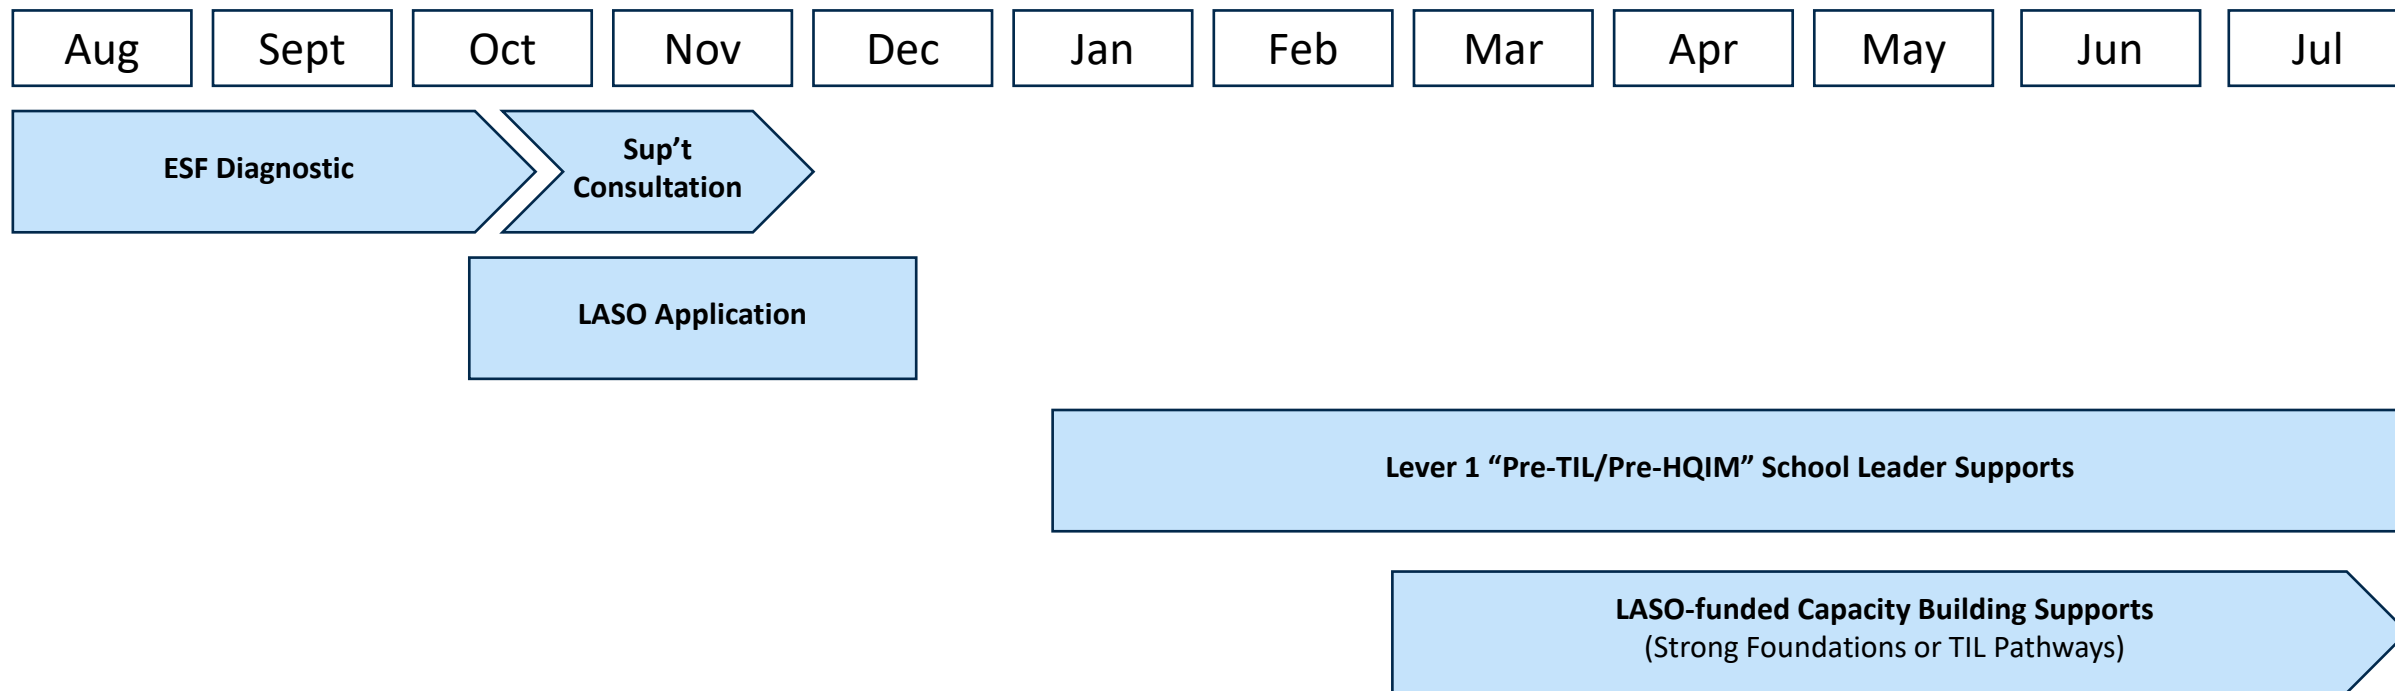 Aug Sept Oct Nov Dec Jan Feb Mar Apr May Jun Jul
ESF Diagnostic
Sup’t
Consultation
LASO Application
Lever 1 “Pre-TIL/Pre-HQIM” School Leader Supports
LASO-funded Capacity Building Supports
(Strong Foundations or TIL Pathways)